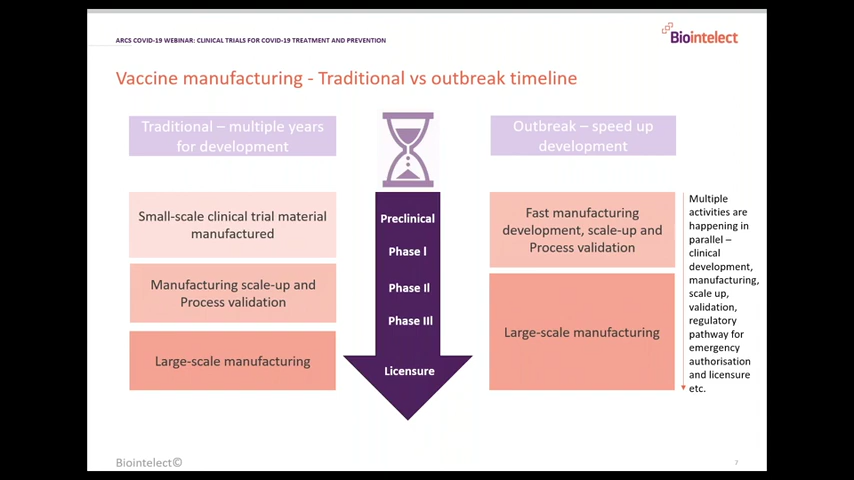 ARCS COVID-19 WEBINAR: CLINICAL TRIALS FOR COVID-19 TREATMENT AND PREVENTION
Biointelect
Vaccine manufacturing - Traditional vs outbreak timeline
Traditional – multiple years
for development
Small-scale clinical trial material
manufactured
Manufacturing scale-up and
Process validation
Large-scale manufacturing
Preclinical
Phase l
Phase II
Phase III
Licensure
Outbreak – speed up
development
Fast manufacturing
development, scale-up and
Process validation
Large-scale manufacturing
Multiple
activities are
happening in
parallel –
clinical
development,
manufacturing,
scale up,
validation,
regulatory
pathway for
emergency
authorisation
and licensure
etc.
Biointelect©
7